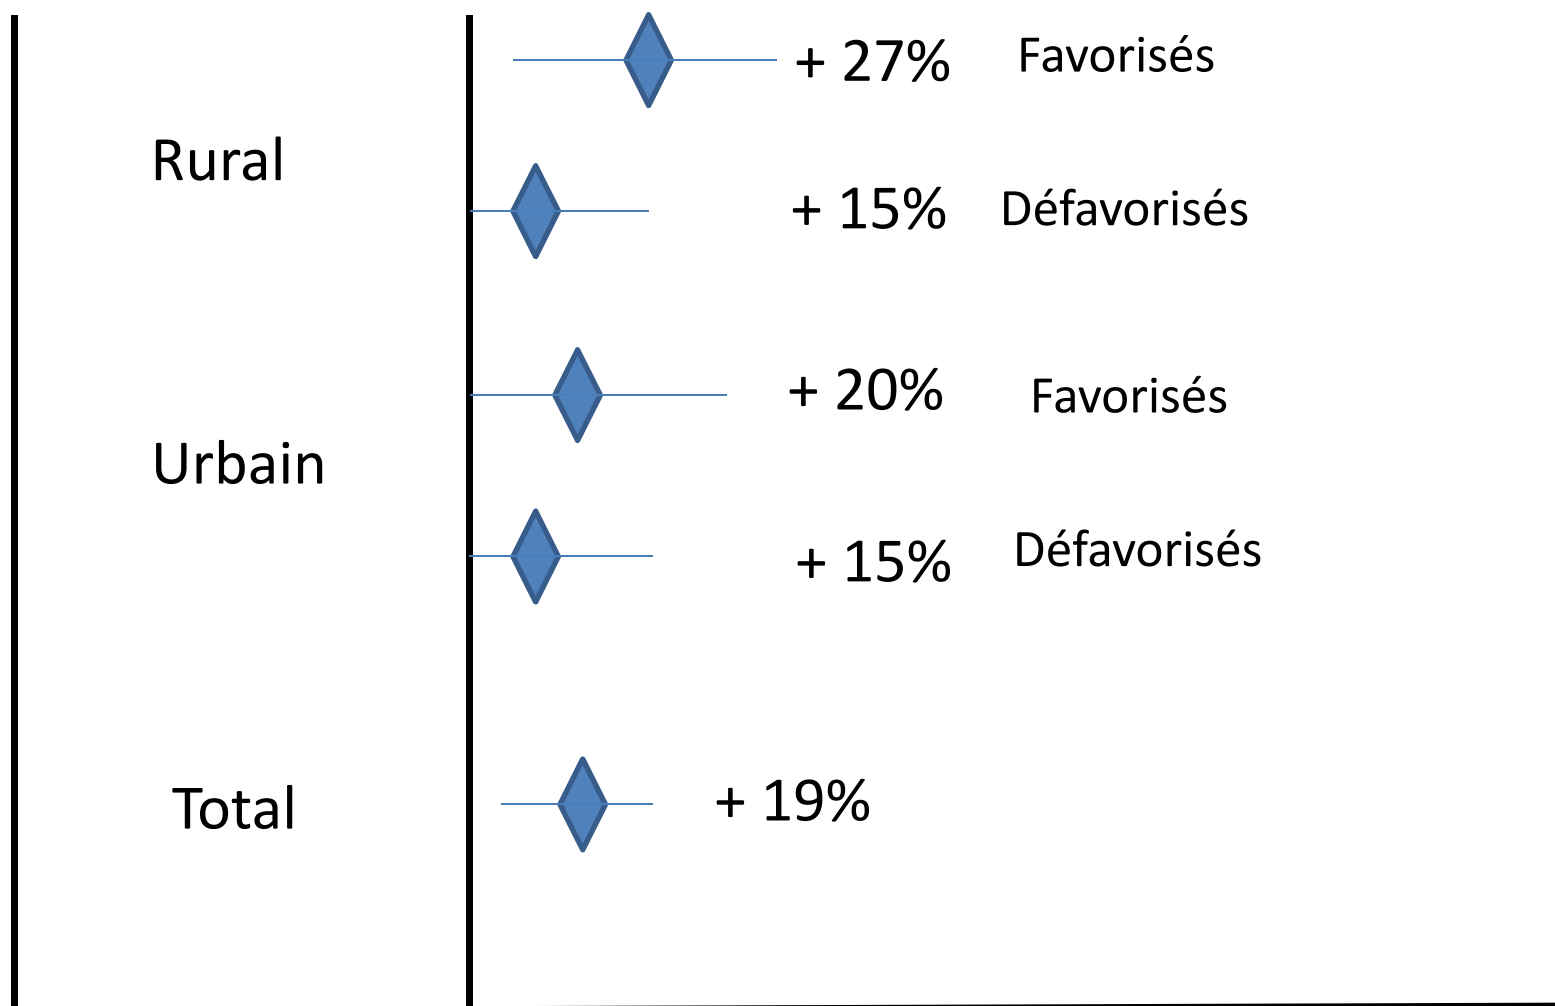 + 27% Favorisés
Rural
+ 15% Défavorisés
+ 20% Favorisés
Urbain
+ 15% Défavorisés
Total + 19%